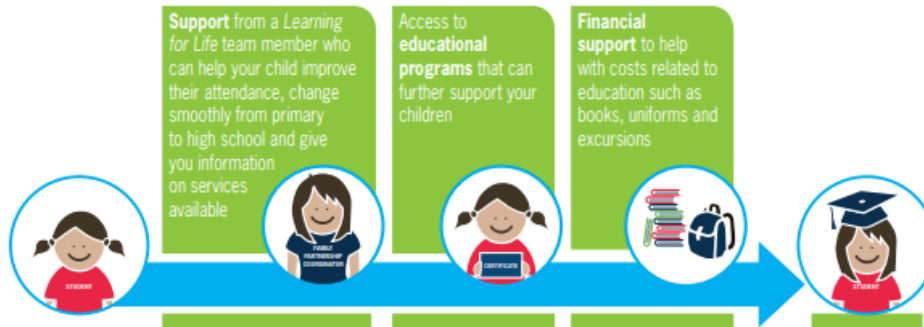 Support from a Learning
for Life team member who
can help your child improve
their attendance, change
smoothly from primary
to high school and give
you information
on services
available
Access to
educational
programs that can
further support your
children
Financial
support to help
with costs related to
education such as
books, uniforms and
excursions
STUDENT
FAMILY
PARTNERSHIP
COORDINATOR
CERTIFICATE
STUDENT